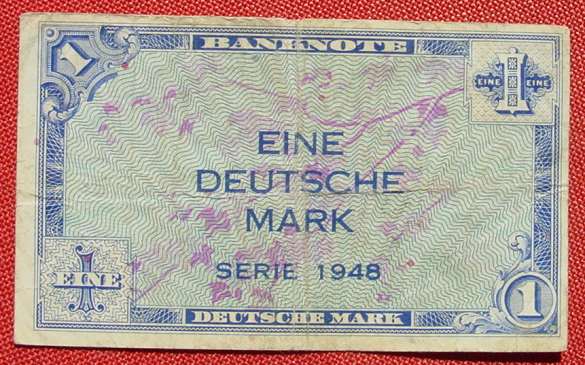 1
BANKNOTE
1
EINE EINE
EINE
DEUTSCHE
MARK
SERIE 1948
1
EINE
DEUTSCHE MARK
1